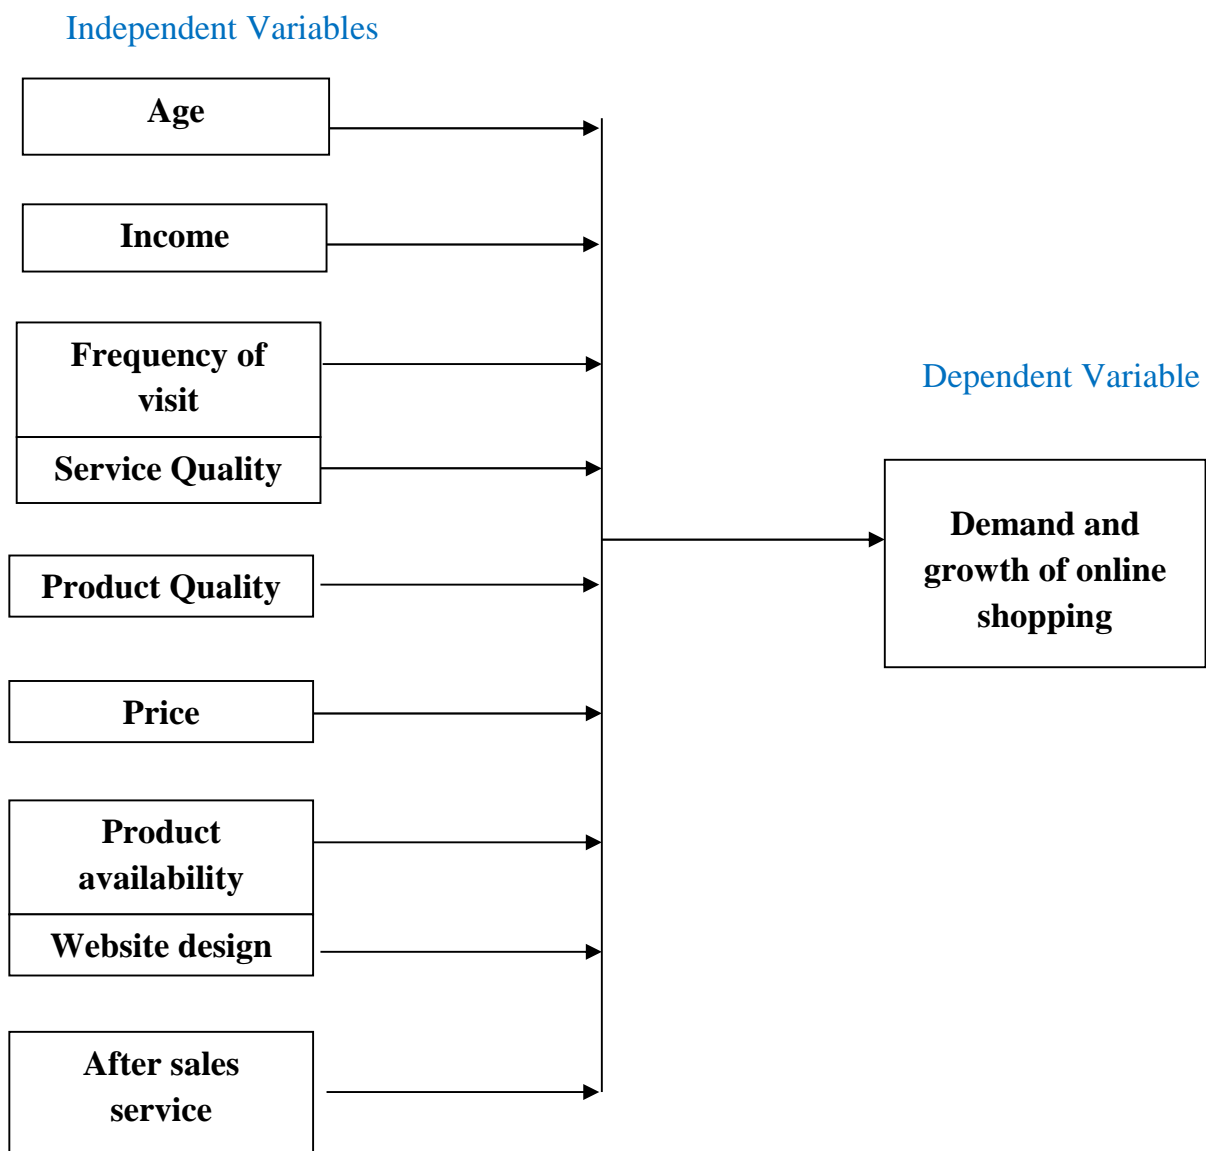 Independent Variables
Age
Income
Frequency of
visit
Service Quality
Product Quality
Price
Product
availability
Website design
After sales
service
Dependent Variable
Demand and
growth of online
shopping